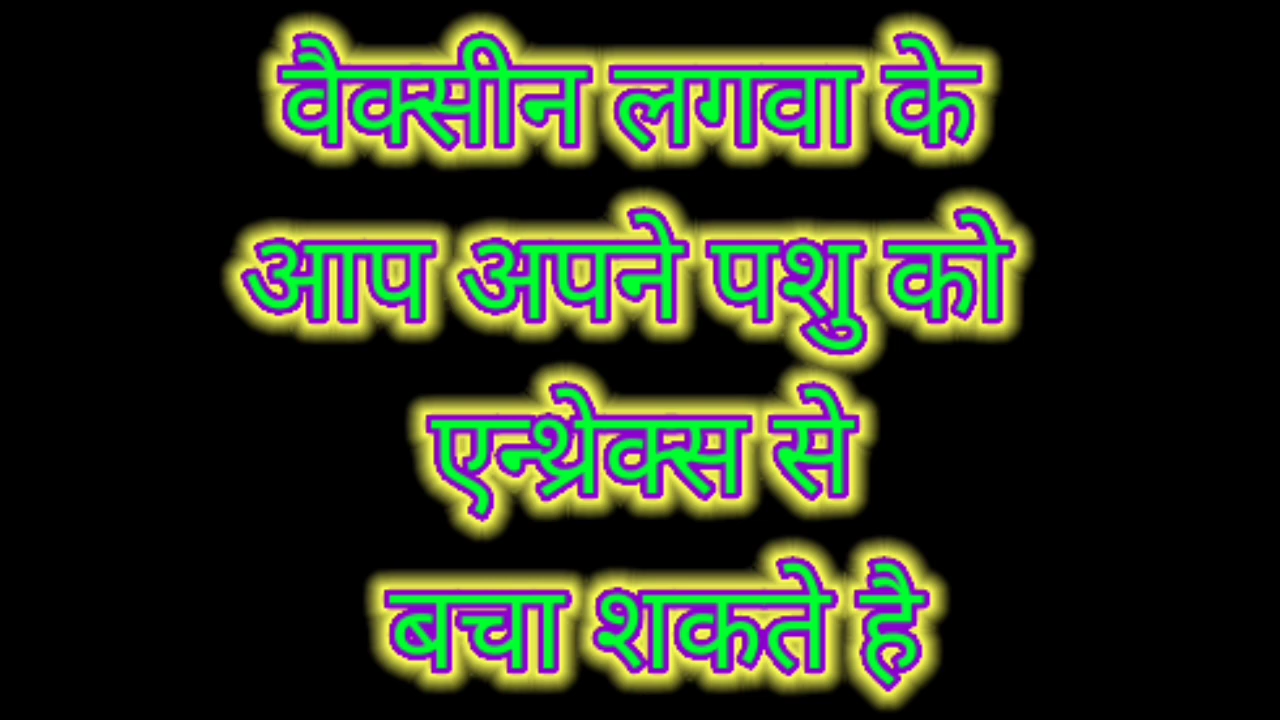 वैक्सीन लगवा के
आप अपने पशु को
एन्थ्रेक्स से
बचा शकते है